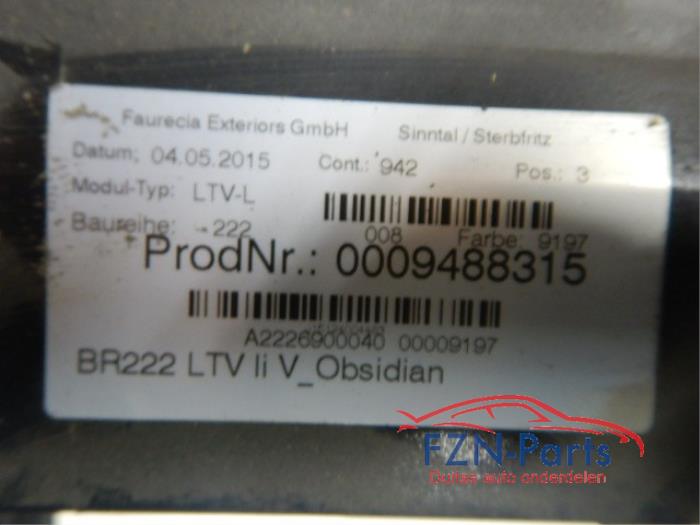 Faurecia Exteriors GmbH Sinntal / Sterbfritz
Datum; 04.05.2015 Cont.: 942 Pos.: 3
Modul-Typ: LTV-L
Baureihe: 222 008 Farbe: 9197
ProdNr.: 0009488315
A2226900040 00009197
BR222 LTV li V_Obsidian
FZN-Parts
Duitse auto onderdelen